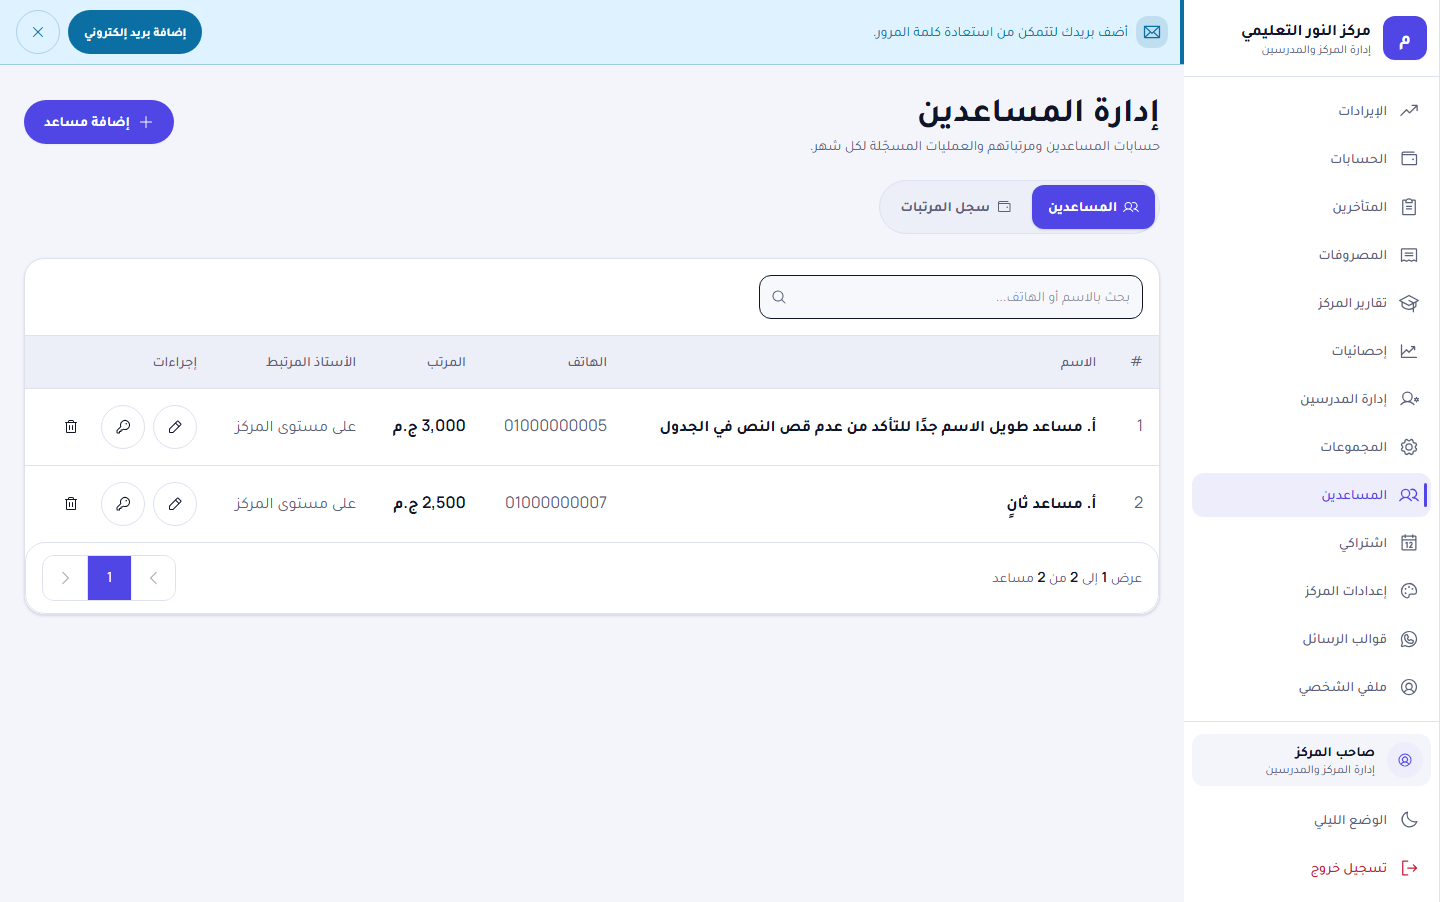 م
مركز النور التعليمي
إدارة المركز والمدرسين
الإيرادات
الحسابات
المتأخرين
المصروفات
تقارير المركز
إحصائيات
إدارة المدرسين
المجموعات
المساعدين
اشتراكي
إعدادات المركز
قوالب الرسائل
ملفي الشخصي
صاحب المركز
إدارة المركز والمدرسين
الوضع الليلي
تسجيل خروج
أضف بريدك لتتمكن من استعادة كلمة المرور.
إضافة بريد إلكتروني
إدارة المساعدين
حسابات المساعدين ومرتباتهم والعمليات المسجّلة لكل شهر.
إضافة مساعد
المساعدين
سجل المرتبات
بحث بالاسم أو الهاتف...
# الاسم الهاتف المرتب الأستاذ المرتبط إجراءات
1 أ. مساعد طويل الاسم جدًا للتأكد من عدم قص النص في الجدول 01000000005 3,000 ج.م على مستوى المركز
2 أ. مساعد ثانٍ 01000000007 2,500 ج.م على مستوى المركز
عرض 1 إلى 2 من 2 مساعد
1